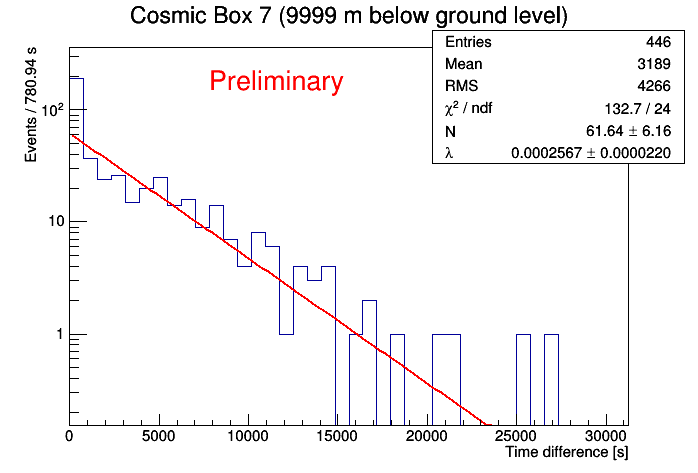 Cosmic Box 7 (9999 m below ground level)
Entries 446
Mean 3189
RMS 4266
χ² / ndf 132.7 / 24
N 61.64 ± 6.16
λ 0.0002567 ± 0.0000220
Preliminary
Events / 780.94 s
10²
10
1
0 5000 10000 15000 20000 25000 30000
Time difference [s]